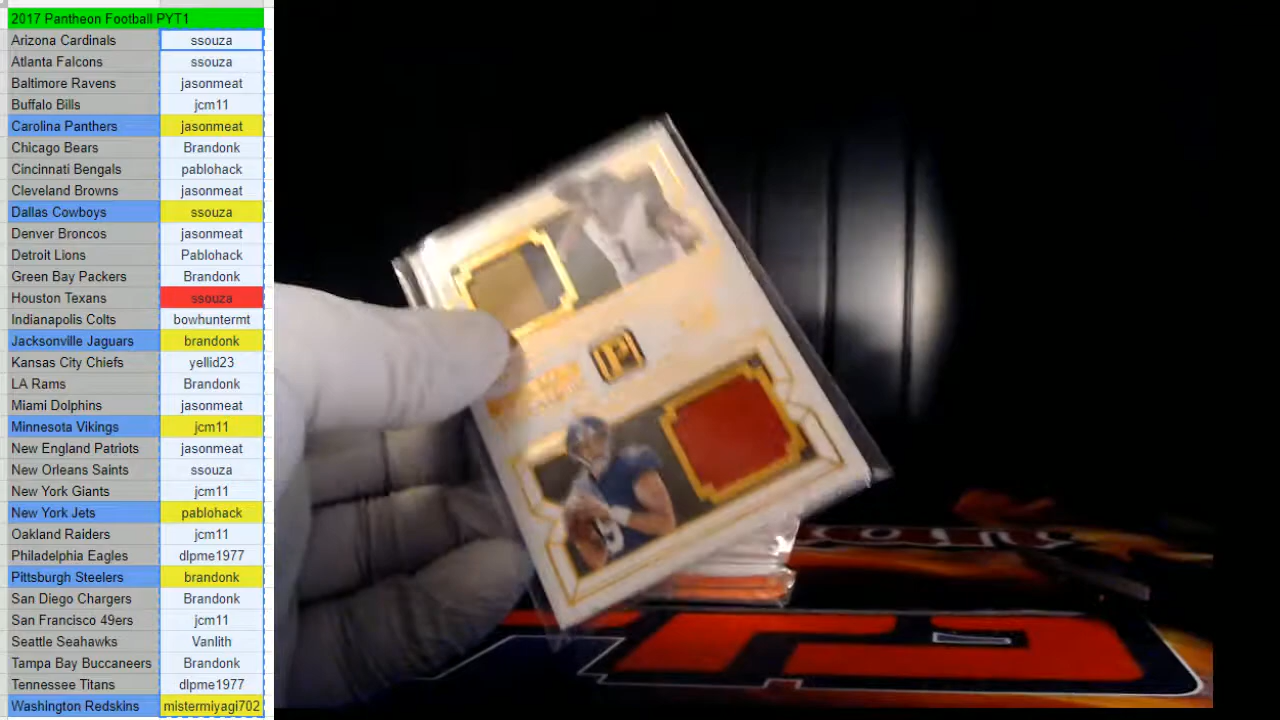 2017 Pantheon Football PYT1
Arizona Cardinals ssouza
Atlanta Falcons ssouza
Baltimore Ravens jasonmeat
Buffalo Bills jcm11
Carolina Panthers jasonmeat
Chicago Bears Brandonk
Cincinnati Bengals pablohack
Cleveland Browns jasonmeat
Dallas Cowboys ssouza
Denver Broncos jasonmeat
Detroit Lions Pablohack
Green Bay Packers Brandonk
Houston Texans ssouza
Indianapolis Colts bowhuntermt
Jacksonville Jaguars brandonk
Kansas City Chiefs yellid23
LA Rams Brandonk
Miami Dolphins jasonmeat
Minnesota Vikings jcm11
New England Patriots jasonmeat
New Orleans Saints ssouza
New York Giants jcm11
New York Jets pablohack
Oakland Raiders jcm11
Philadelphia Eagles dlpme1977
Pittsburgh Steelers brandonk
San Diego Chargers Brandonk
San Francisco 49ers jcm11
Seattle Seahawks Vanlith
Tampa Bay Buccaneers Brandonk
Tennessee Titans dlpme1977
Washington Redskins mistermiyagi702